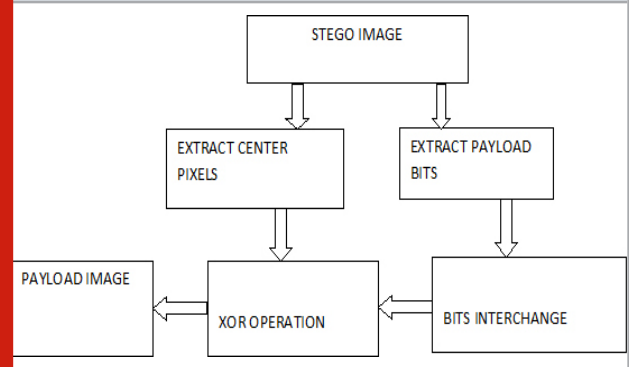 STEGO IMAGE
EXTRACT CENTER
PIXELS
EXTRACT PAYLOAD
BITS
PAYLOAD IMAGE
XOR OPERATION
BITS INTERCHANGE